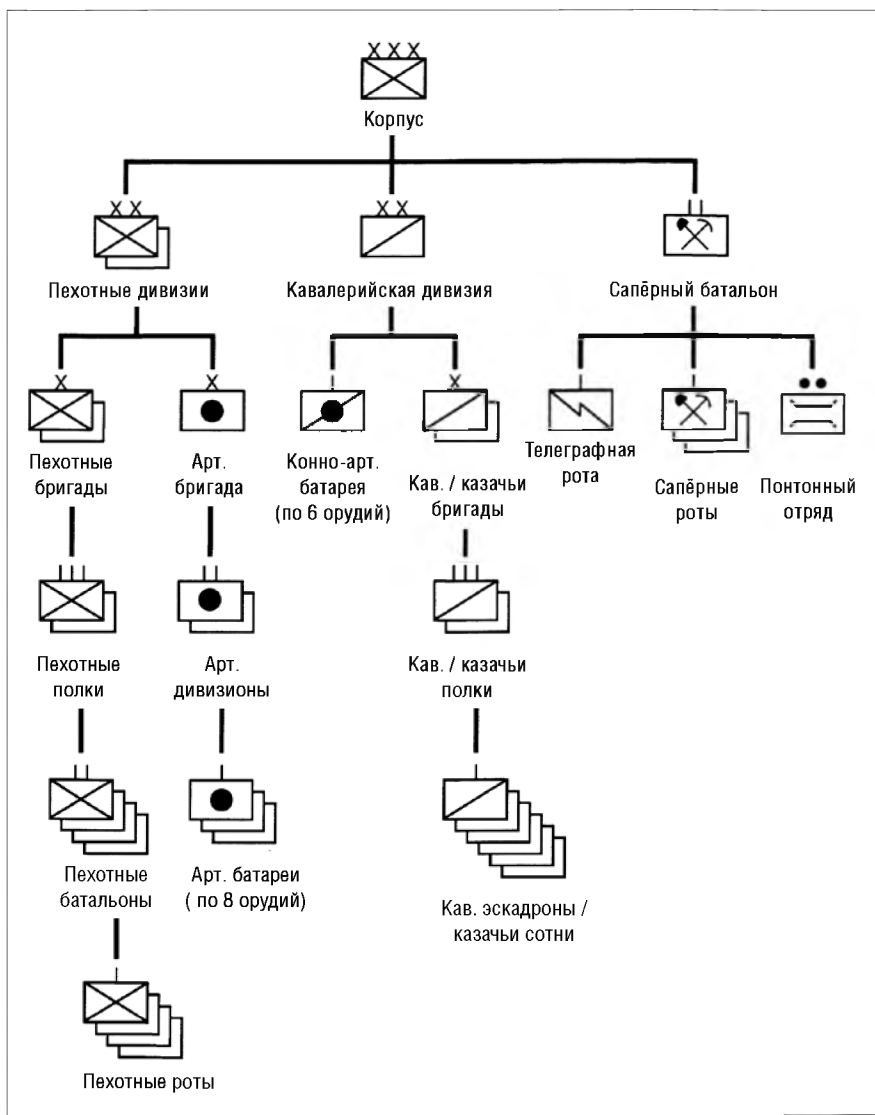 Корпус
Пехотные дивизии
Кавалерийская дивизия
Сапёрный батальон
Пехотные
бригады
Арт.
бригада
Конно-арт.
батарея
(по 6 орудий)
Кав. / казачьи
бригады
Телеграфная
рота
Сапёрные
роты
Понтонный
отряд
Пехотные
полки
Арт.
дивизионы
Кав. / казачьи
полки
Пехотные
батальоны
Арт. батареи
( по 8 орудий)
Кав. эскадроны /
казачьи сотни
Пехотные роты